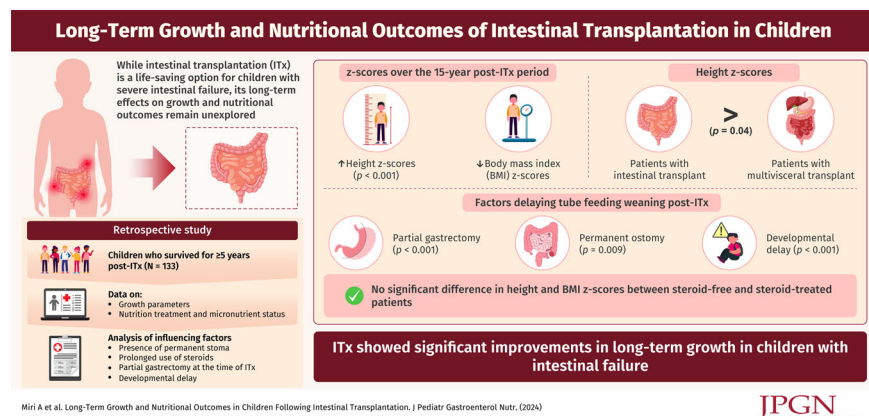 Long-Term Growth and Nutritional Outcomes of Intestinal Transplantation in Children
While intestinal transplantation (ITx)
is a life-saving option for children with
severe intestinal failure, its long-term
effects on growth and nutritional
outcomes remain unexplored
Retrospective study
Children who survived for ≥5 years
post-ITx (N = 133)
Data on:
• Growth parameters
• Nutrition treatment and micronutrient status
Analysis of influencing factors
• Presence of permanent stoma
• Prolonged use of steroids
• Partial gastrectomy at the time of ITx
• Developmental delay
z-scores over the 15-year post-ITx period
↑Height z-scores
(p < 0.001)
↓Body mass index
(BMI) z-scores
Height z-scores
Patients with
intestinal transplant
>
(p = 0.04)
Patients with
multivisceral transplant
Factors delaying tube feeding weaning post-ITx
Partial gastrectomy
(p < 0.001)
Permanent ostomy
(p = 0.009)
Developmental
delay (p < 0.001)
No significant difference in height and BMI z-scores between steroid-free and steroid-treated
patients
ITx showed significant improvements in long-term growth in children with
intestinal failure
Miri A et al. Long-Term Growth and Nutritional Outcomes in Children Following Intestinal Transplantation. J Pediatr Gastroenterol Nutr. (2024)
JPGN